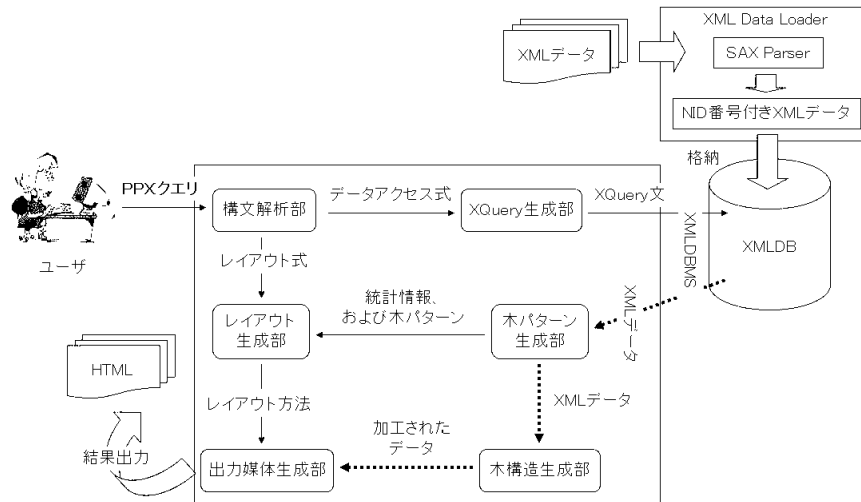 XML Data Loader
XMLデータ
SAX Parser
NID番号付きXMLデータ
格納
PPXクエリ
構文解析部
データアクセス式
XQuery生成部
XQuery文
XMLDBMS
XMLDB
ユーザ
レイアウト式
統計情報、
および木パターン
レイアウト
生成部
木パターン
生成部
XMLデータ
HTML
レイアウト方法
XMLデータ
加工された
データ
結果出力
出力媒体生成部
木構造生成部